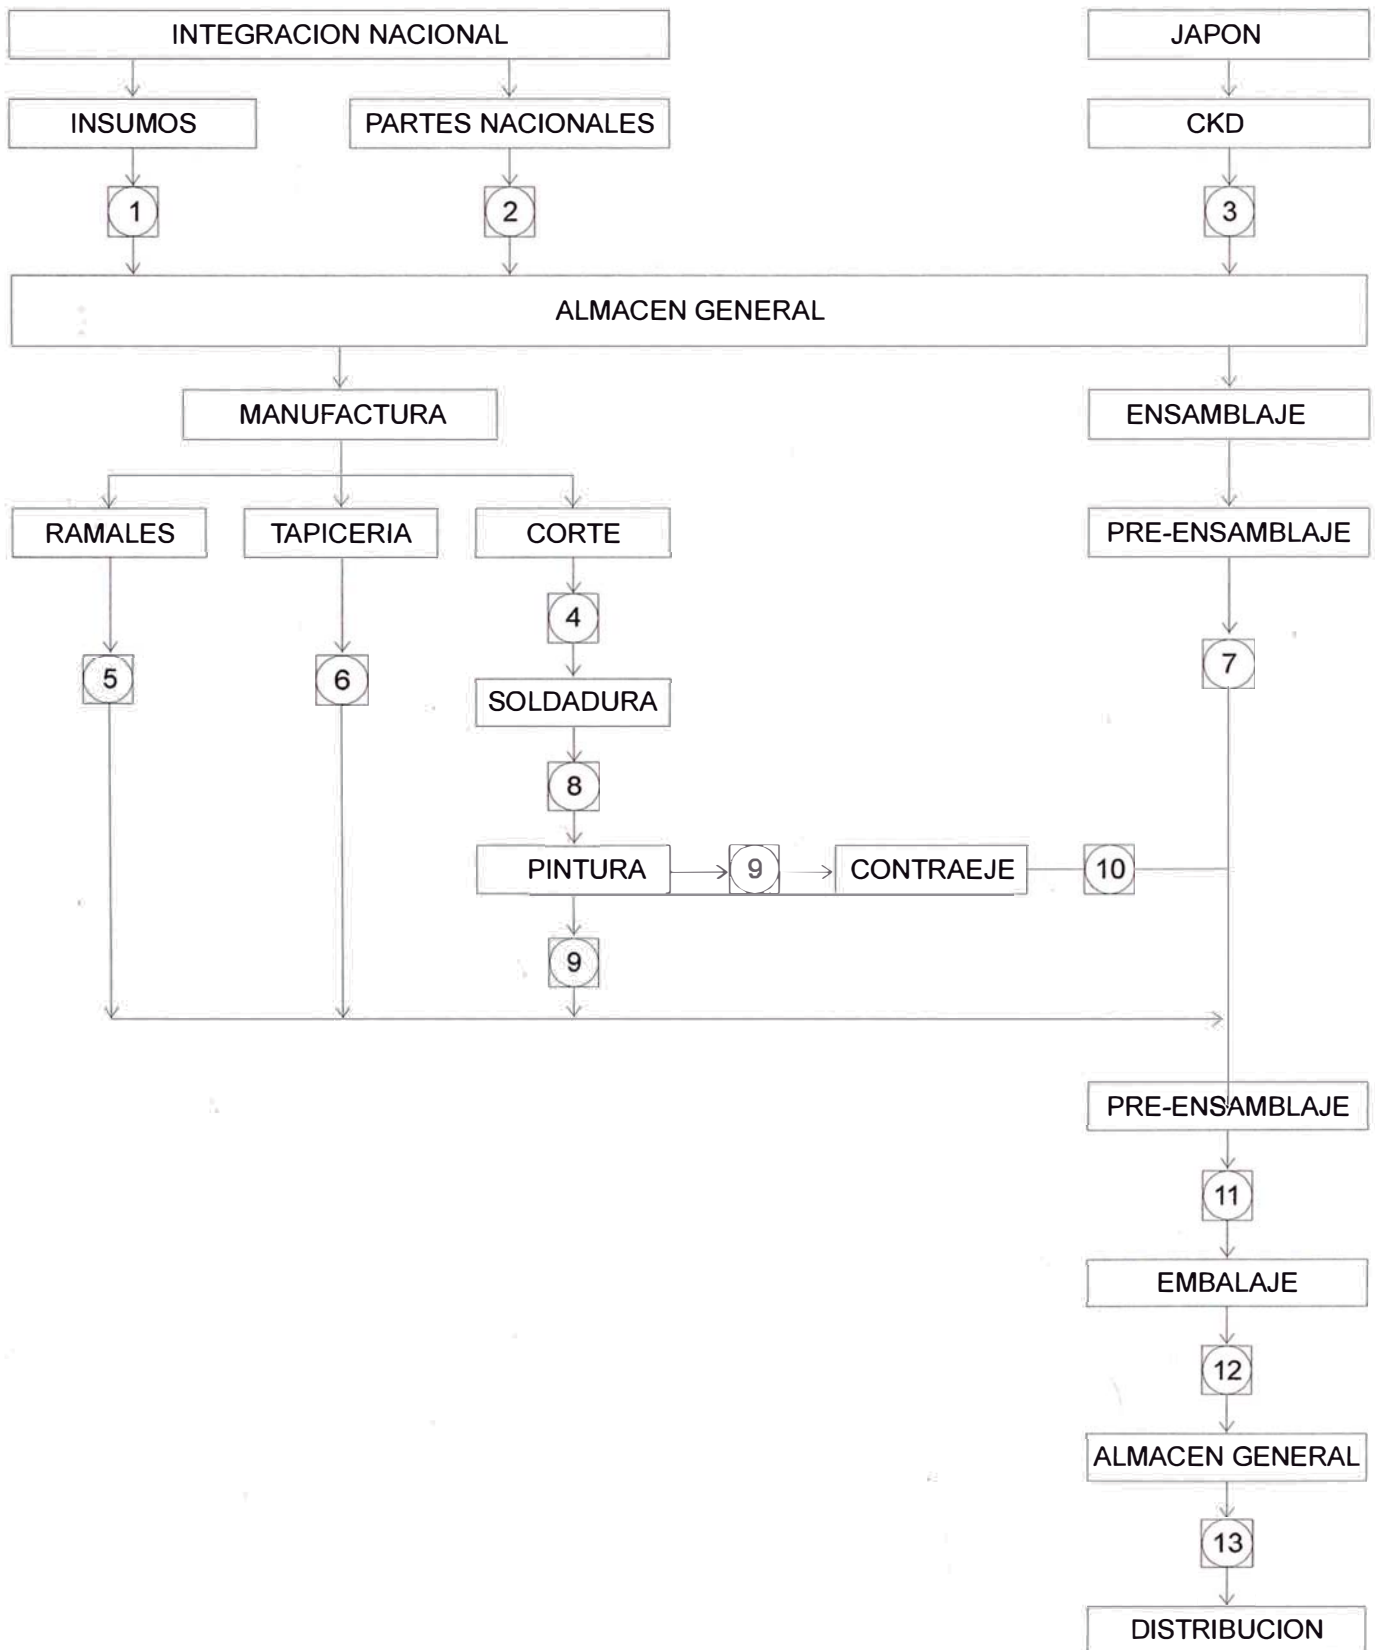 INTEGRACION NACIONAL
JAPON
INSUMOS
PARTES NACIONALES
CKD
1
2
3
ALMACEN GENERAL
MANUFACTURA
ENSAMBLAJE
RAMALES
TAPICERIA
CORTE
PRE-ENSAMBLAJE
4
5
6
7
SOLDADURA
8
PINTURA
9
CONTRAEJE
10
9
PRE-ENSAMBLAJE
11
EMBALAJE
12
ALMACEN GENERAL
13
DISTRIBUCION